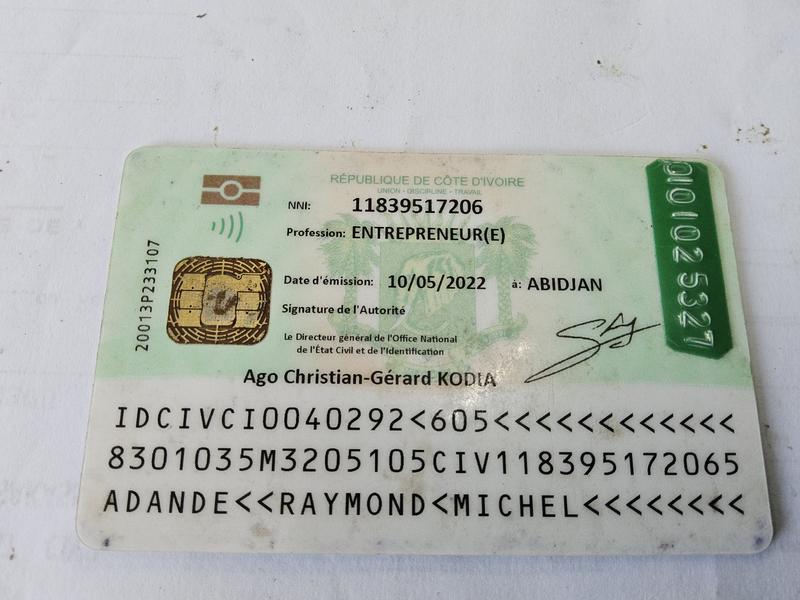 RÉPUBLIQUE DE CÔTE D'IVOIRE
UNION - DISCIPLINE - TRAVAIL
NNI: 11839517206
Profession: ENTREPRENEUR(E)
Date d'émission: 10/05/2022 à: ABIDJAN
Signature de l'Autorité
Le Directeur général de l'Office National
de l'État Civil et de l'Identification
Ago Christian-Gérard KODIA
20013P233107
IDCIVCI0040292<605<<<<<<<<<<<<
8301035M3205105CIV118395172065
ADANDE<<RAYMOND<MICHEL<<<<<<<<